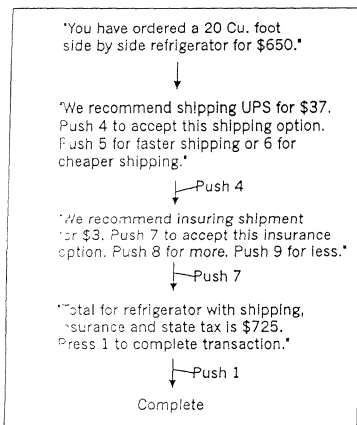 "You have ordered a 20 Cu. foot
side by side refrigerator for $650."
"We recommend shipping UPS for $37.
Push 4 to accept this shipping option.
Push 5 for faster shipping or 6 for
cheaper shipping."
Push 4
"We recommend insuring shipment
for $3. Push 7 to accept this insurance
option. Push 8 for more. Push 9 for less."
Push 7
"Total for refrigerator with shipping,
insurance and state tax is $725.
Press 1 to complete transaction."
Push 1
Complete